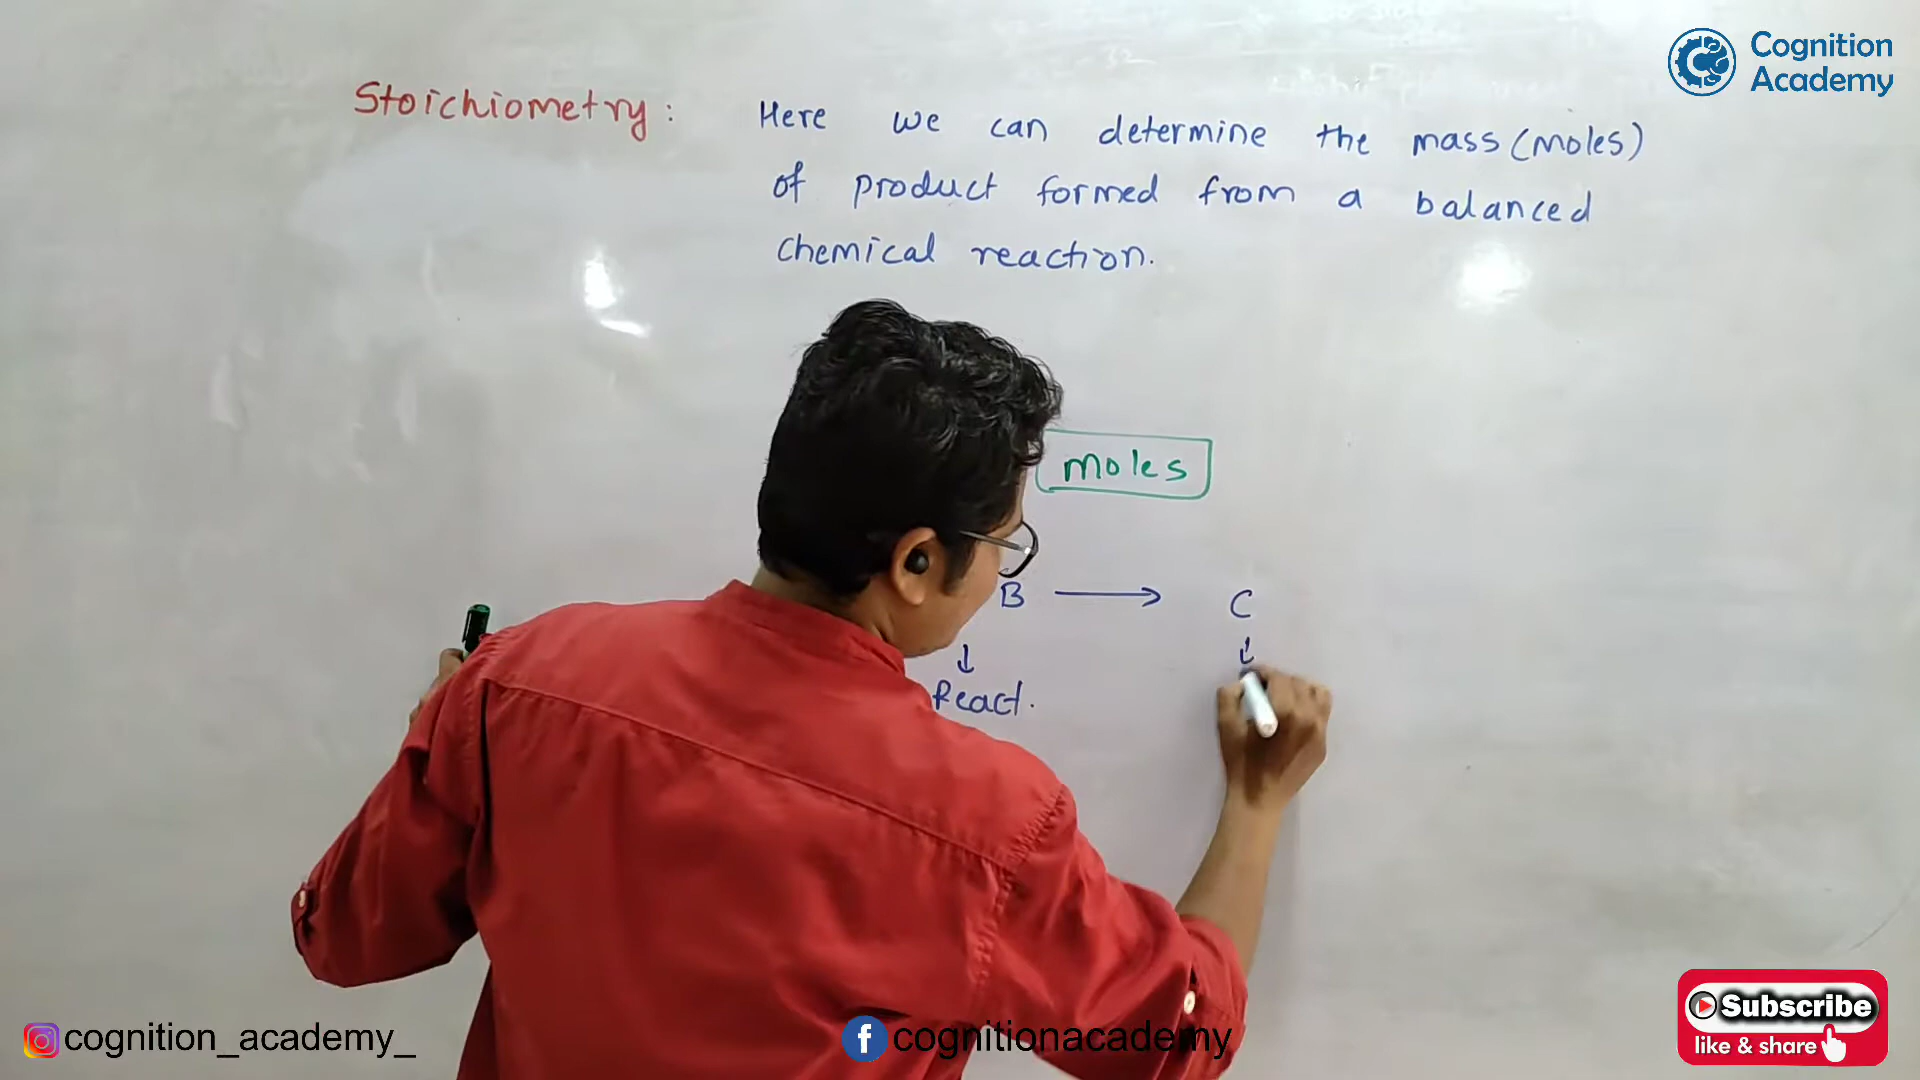 Cognition
Academy
Stoichiometry : Here we can determine the mass (moles)
of product formed from a balanced
chemical reaction.
moles
B → C
↓ ↓
React.
Subscribe
like & share
cognition_academy_
cognitionacademy